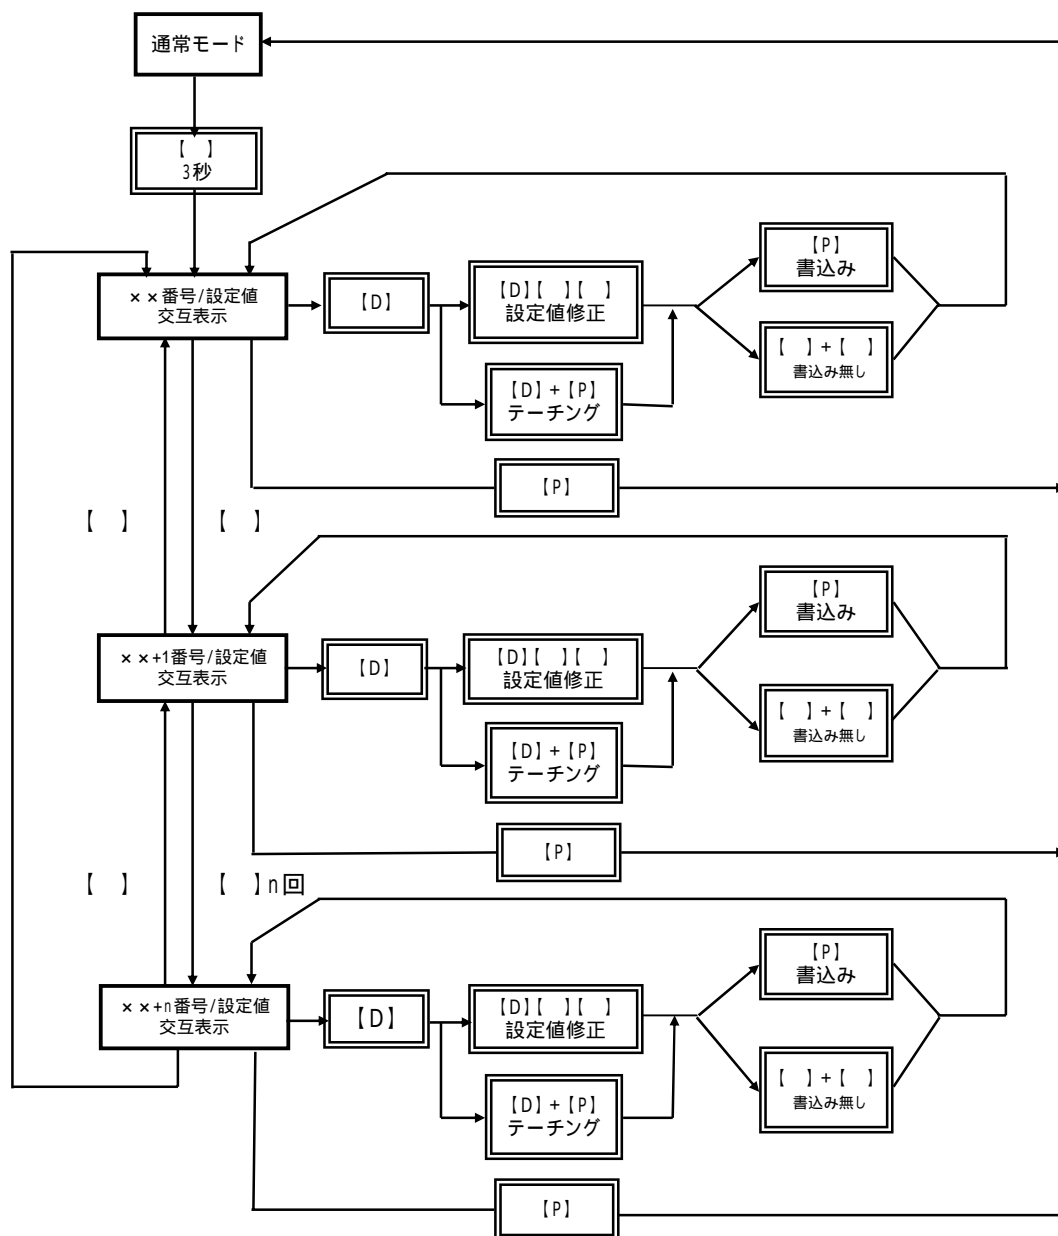 通常モード
【　】
3秒
××番号/設定値
交互表示
【D】
【D】【　】【　】
設定値修正
【D】+【P】
テーチング
【P】
書込み
【　】+【　】
書込み無し
【P】
【　】
【　】
××+1番号/設定値
交互表示
【D】
【D】【　】【　】
設定値修正
【D】+【P】
テーチング
【P】
書込み
【　】+【　】
書込み無し
【P】
【　】
【　】n回
××+n番号/設定値
交互表示
【D】
【D】【　】【　】
設定値修正
【D】+【P】
テーチング
【P】
書込み
【　】+【　】
書込み無し
【P】